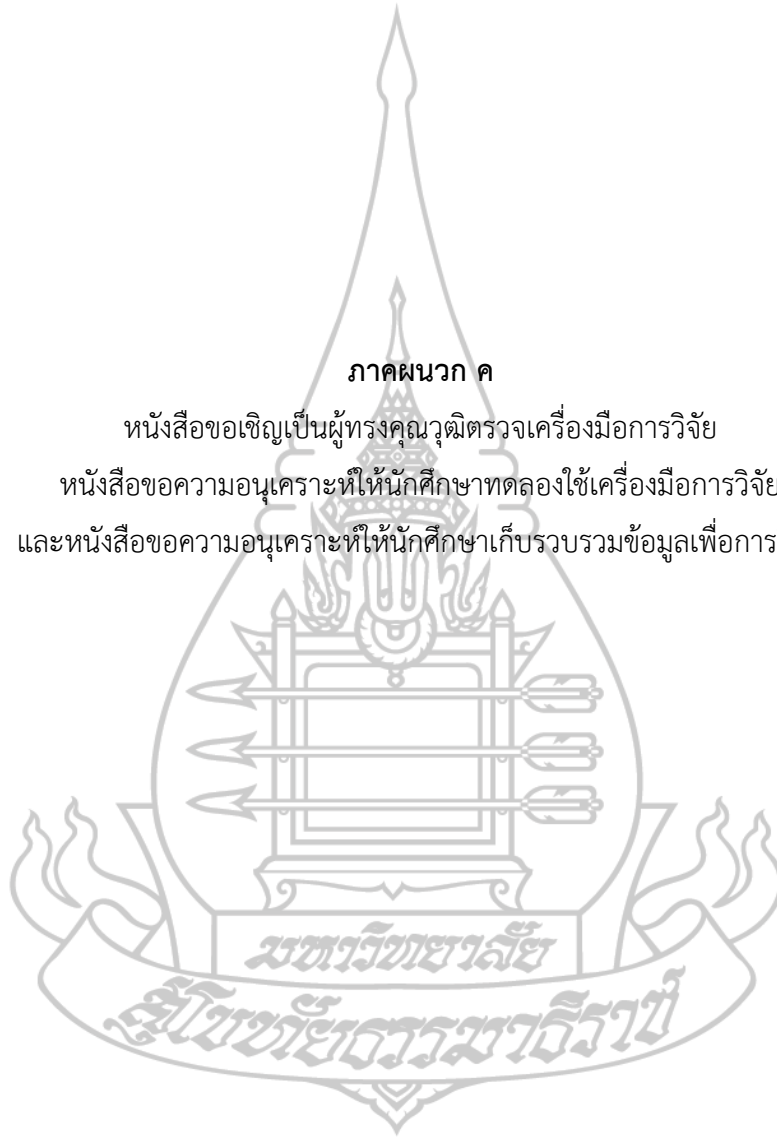 ภาคผนวก ค
หนังสือขอเชิญเป็นผู้ทรงคุณวุฒิตรวจเครื่องมือการวิจัย
หนังสือขอความอนุเคราะห์ให้นักศึกษาทดลองใช้เครื่องมือการวิจัย
และหนังสือขอความอนุเคราะห์ให้นักศึกษาเก็บรวบรวมข้อมูลเพื่อการ
มหาวิทยาลัย
สุโขทัยธรรมาธิราช